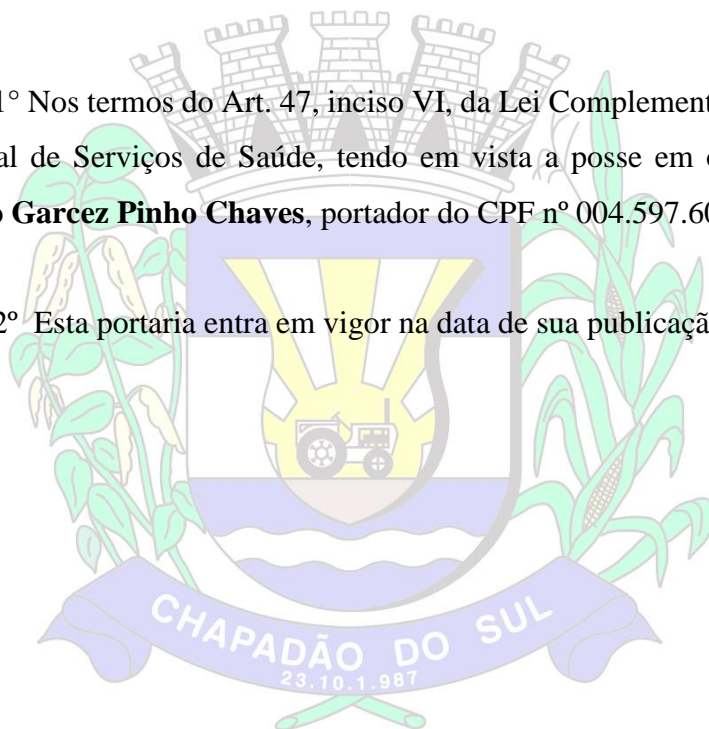 1° Nos termos do Art. 47, inciso VI, da Lei Complement
al de Serviços de Saúde, tendo em vista a posse em
o Garcez Pinho Chaves, portador do CPF nº 004.597.60
2º Esta portaria entra em vigor na data de sua publicaçã
CHAPADÃO DO SUL
23.10.1.987